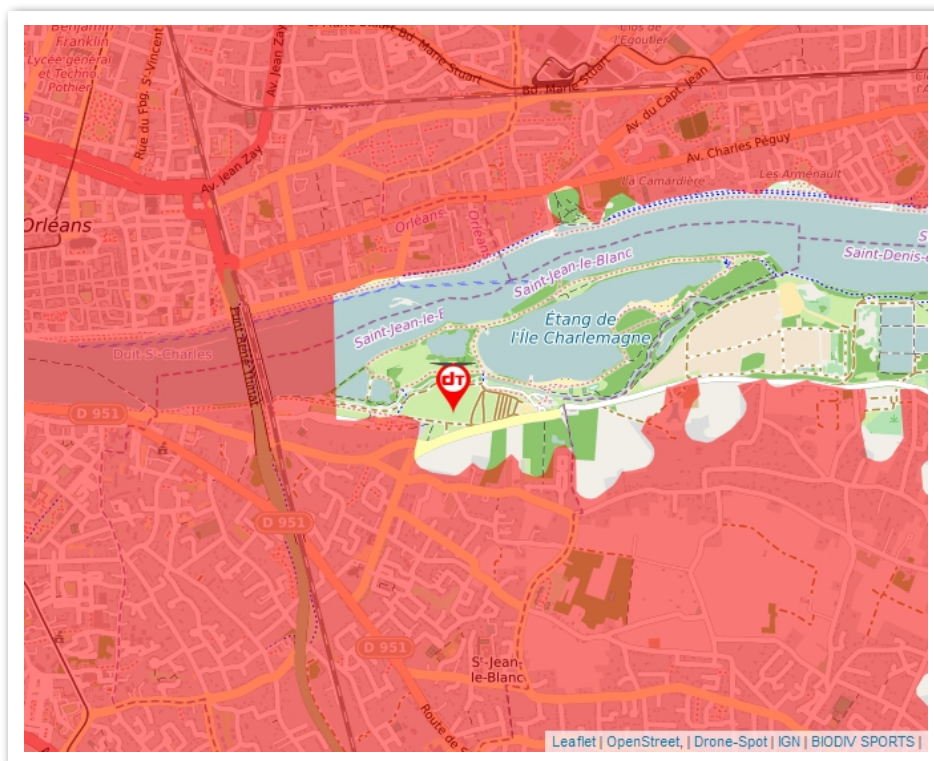 Benjamin
Franklin
Clos de
l'Égoutier
Lycée général
et Techno.
Pothier
Rue du Fbg. St-Vincent
Av. Jean Zay
Bd. Marie Stuart
Bd. Marie Stuart
Av. du Capt. Jean
Av. Charles Péguy
Av. Jean Zay
La Camardière
Les Armenault
Orléans
Orléans
Orléans
Saint-Jean-le-Blanc
Saint-Denis-e
Étang de
l'Île Charlemagne
Saint-Jean-le-B
Duit St-Charles
Pont René Thinat
dT
D 951
D 951
D 951
St-Jean-
le-Blanc
Route de
Leaflet | OpenStreet, | Drone-Spot | IGN | BIODIV SPORTS |